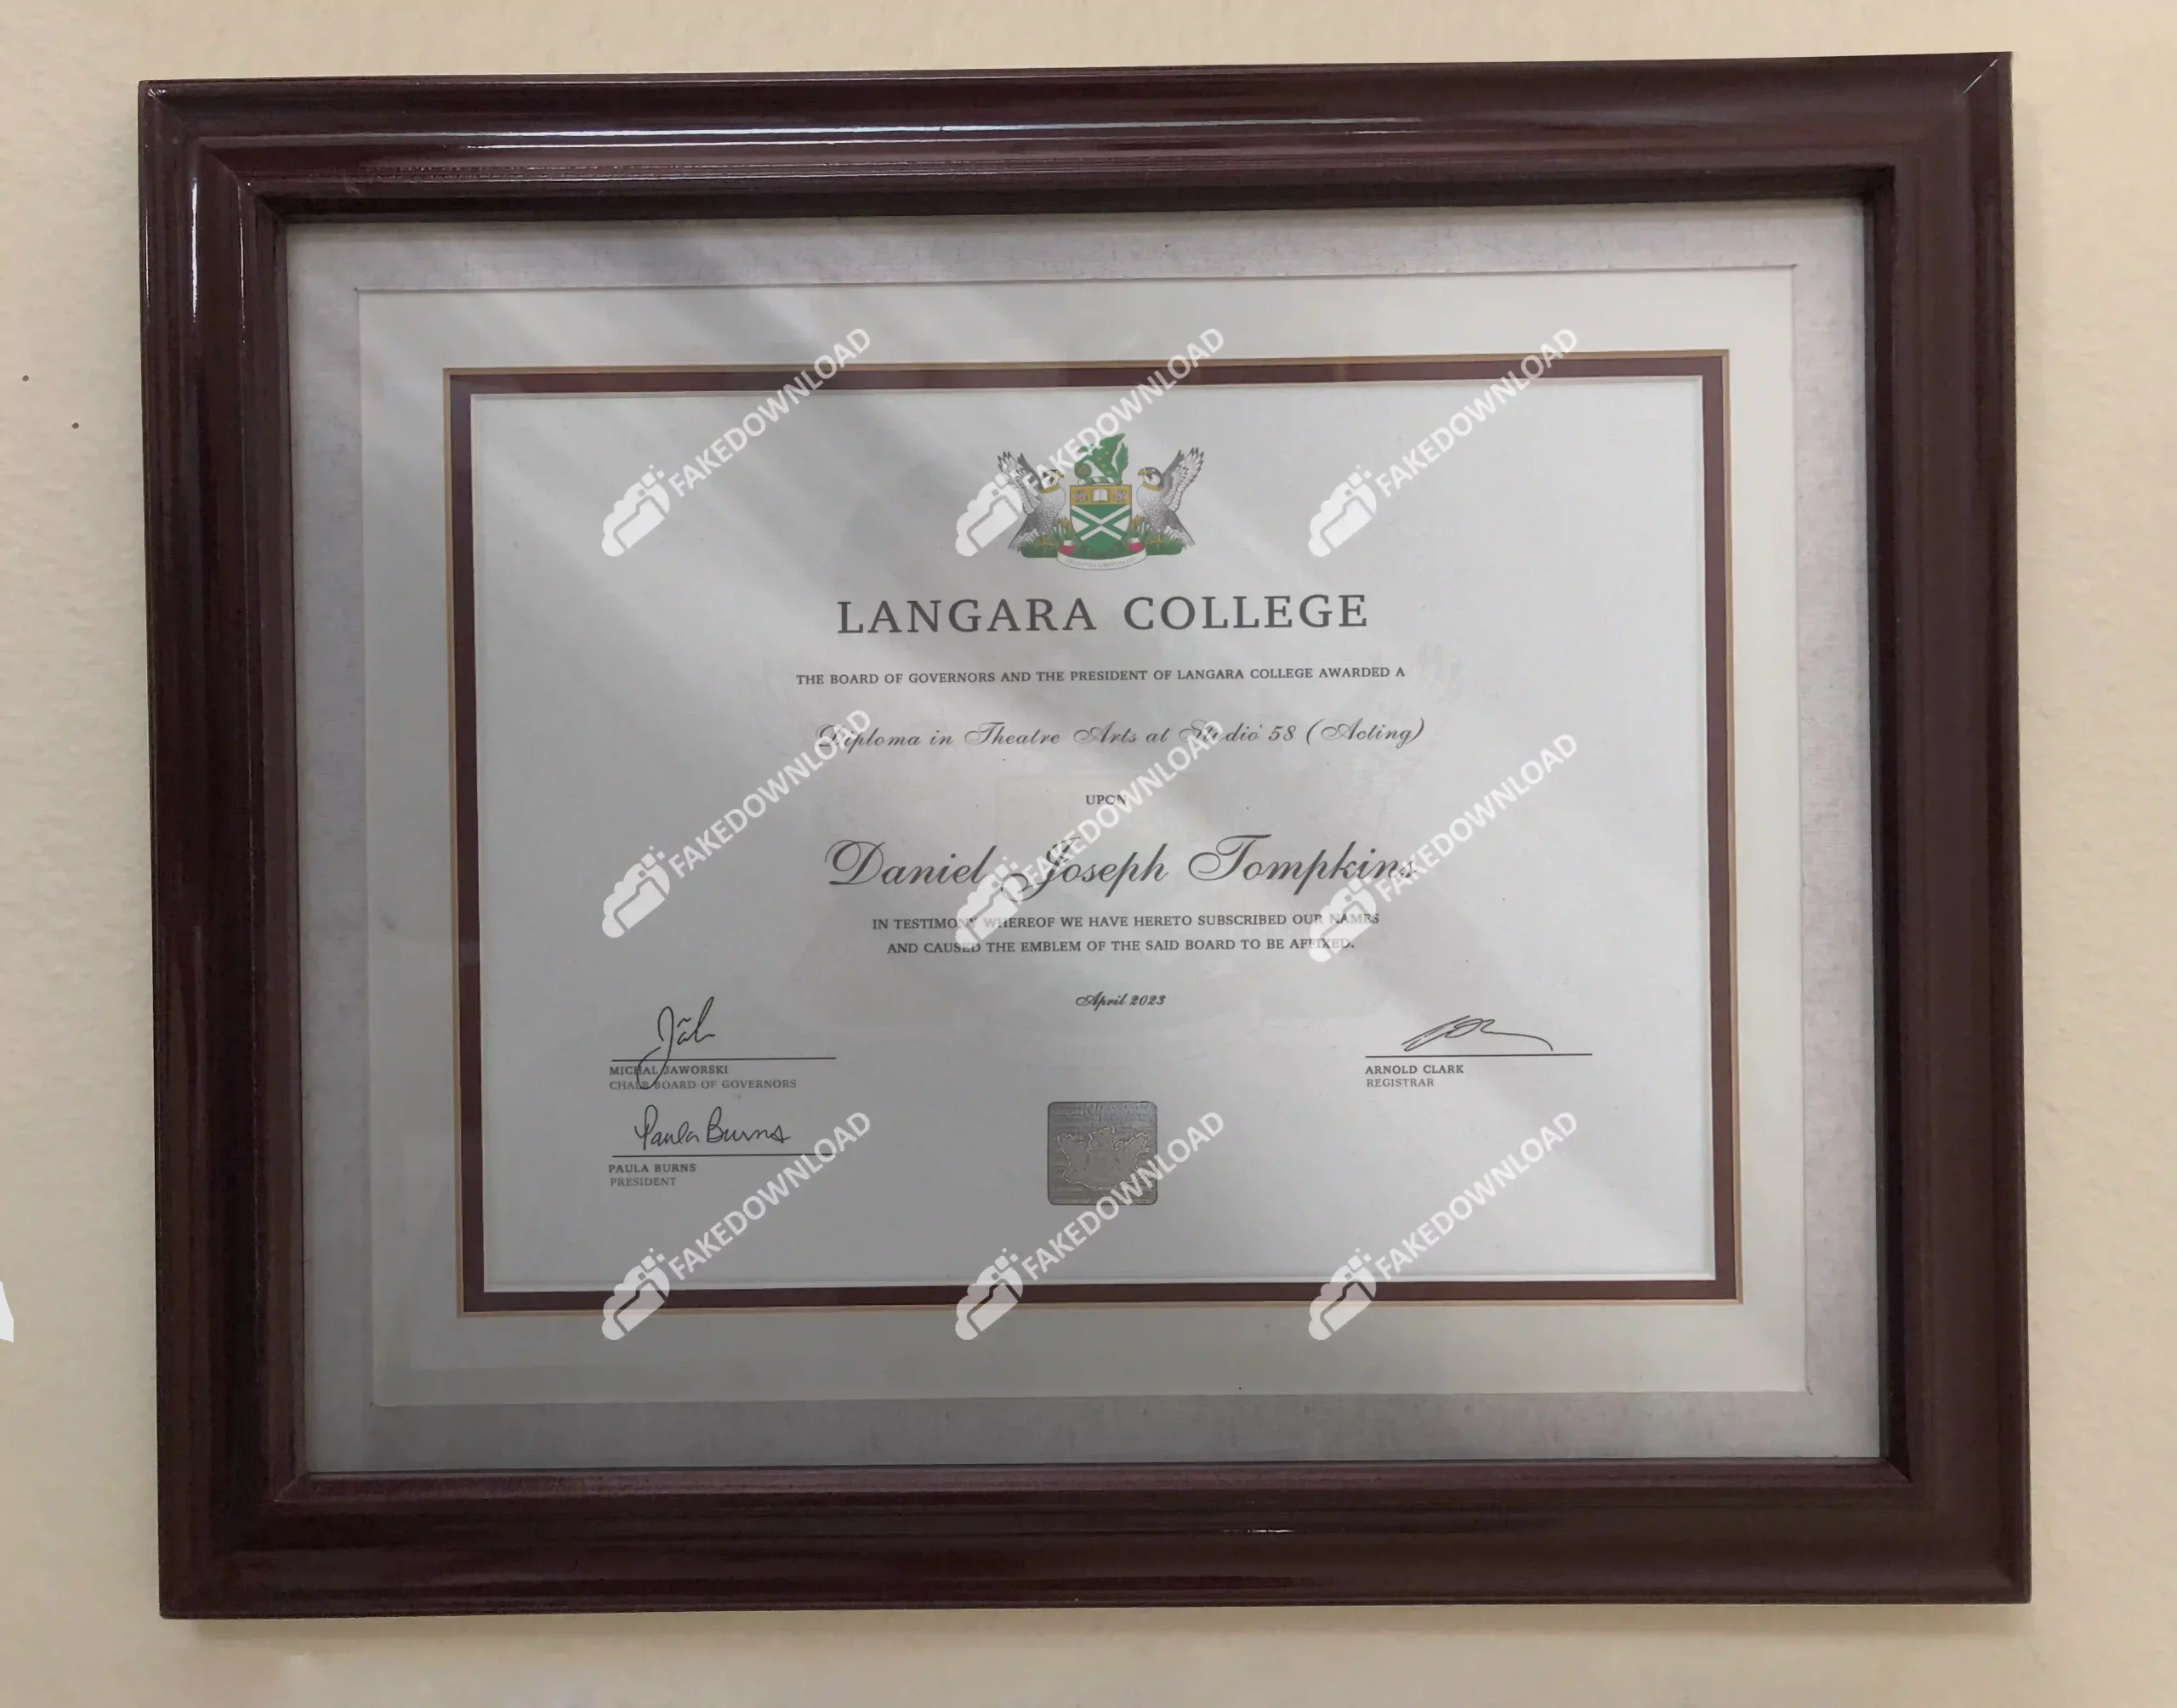 LANGARA COLLEGE
THE BOARD OF GOVERNORS AND THE PRESIDENT OF LANGARA COLLEGE AWARDED A
Diploma in Theatre Arts at Studio 58 (Acting)
UPON
Daniel Joseph Tompkins
IN TESTIMONY WHEREOF WE HAVE HERETO SUBSCRIBED OUR NAMES
AND CAUSED THE EMBLEM OF THE SAID BOARD TO BE AFFIXED.
April 2023
MICHAL JAWORSKI
CHAIR BOARD OF GOVERNORS
Paula Burns
PAULA BURNS
PRESIDENT
ARNOLD CLARK
REGISTRAR
FAKEDOWNLOAD
FAKEDOWNLOAD
FAKEDOWNLOAD
FAKEDOWNLOAD
FAKEDOWNLOAD
FAKEDOWNLOAD
FAKEDOWNLOAD
FAKEDOWNLOAD
FAKEDOWNLOAD